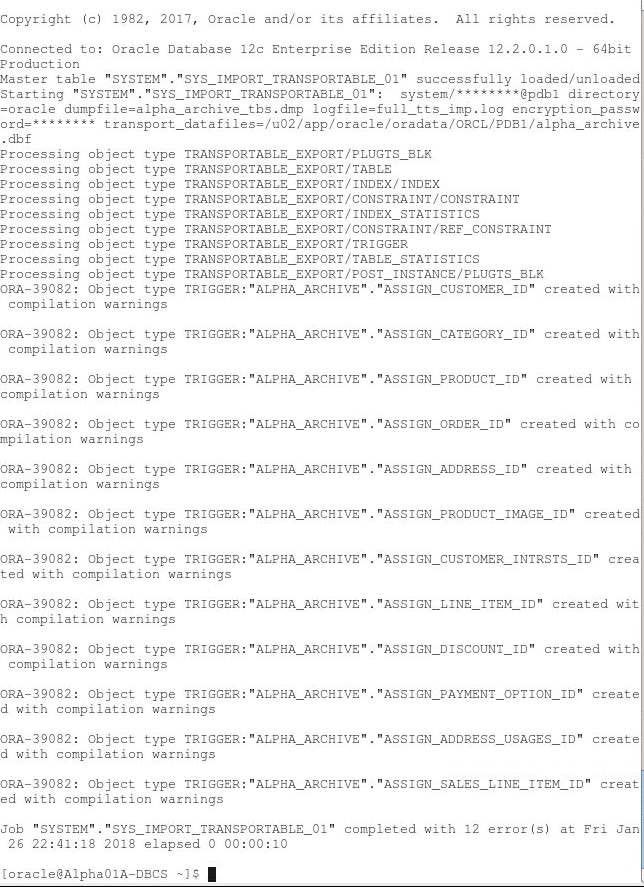 Copyright (c) 1982, 2017, Oracle and/or its affiliates.  All rights reserved.
Connected to: Oracle Database 12c Enterprise Edition Release 12.2.0.1.0 - 64bit
Production
Master table "SYSTEM"."SYS_IMPORT_TRANSPORTABLE_01" successfully loaded/unloaded
Starting "SYSTEM"."SYS_IMPORT_TRANSPORTABLE_01":  system/********@pdb1 directory
=oracle dumpfile=alpha_archive_tbs.dmp logfile=full_tts_imp.log encryption_passw
ord=******** transport_datafiles=/u02/app/oracle/oradata/ORCL/PDB1/alpha_archive
.dbf
Processing object type TRANSPORTABLE_EXPORT/PLUGTS_BLK
Processing object type TRANSPORTABLE_EXPORT/TABLE
Processing object type TRANSPORTABLE_EXPORT/INDEX/INDEX
Processing object type TRANSPORTABLE_EXPORT/CONSTRAINT/CONSTRAINT
Processing object type TRANSPORTABLE_EXPORT/INDEX_STATISTICS
Processing object type TRANSPORTABLE_EXPORT/CONSTRAINT/REF_CONSTRAINT
Processing object type TRANSPORTABLE_EXPORT/TRIGGER
Processing object type TRANSPORTABLE_EXPORT/TABLE_STATISTICS
Processing object type TRANSPORTABLE_EXPORT/POST_INSTANCE/PLUGTS_BLK
ORA-39082: Object type TRIGGER:"ALPHA_ARCHIVE"."ASSIGN_CUSTOMER_ID" created with
 compilation warnings
ORA-39082: Object type TRIGGER:"ALPHA_ARCHIVE"."ASSIGN_CATEGORY_ID" created with
 compilation warnings
ORA-39082: Object type TRIGGER:"ALPHA_ARCHIVE"."ASSIGN_PRODUCT_ID" created with
compilation warnings
ORA-39082: Object type TRIGGER:"ALPHA_ARCHIVE"."ASSIGN_ORDER_ID" created with co
mpilation warnings
ORA-39082: Object type TRIGGER:"ALPHA_ARCHIVE"."ASSIGN_ADDRESS_ID" created with
compilation warnings
ORA-39082: Object type TRIGGER:"ALPHA_ARCHIVE"."ASSIGN_PRODUCT_IMAGE_ID" created
 with compilation warnings
ORA-39082: Object type TRIGGER:"ALPHA_ARCHIVE"."ASSIGN_CUSTOMER_INTRSTS_ID" crea
ted with compilation warnings
ORA-39082: Object type TRIGGER:"ALPHA_ARCHIVE"."ASSIGN_LINE_ITEM_ID" created wit
h compilation warnings
ORA-39082: Object type TRIGGER:"ALPHA_ARCHIVE"."ASSIGN_DISCOUNT_ID" created with
 compilation warnings
ORA-39082: Object type TRIGGER:"ALPHA_ARCHIVE"."ASSIGN_PAYMENT_OPTION_ID" create
d with compilation warnings
ORA-39082: Object type TRIGGER:"ALPHA_ARCHIVE"."ASSIGN_ADDRESS_USAGES_ID" create
d with compilation warnings
ORA-39082: Object type TRIGGER:"ALPHA_ARCHIVE"."ASSIGN_SALES_LINE_ITEM_ID" creat
ed with compilation warnings
Job "SYSTEM"."SYS_IMPORT_TRANSPORTABLE_01" completed with 12 error(s) at Fri Jan
 26 22:41:18 2018 elapsed 0 00:00:10
[oracle@Alpha01A-DBCS ~]$